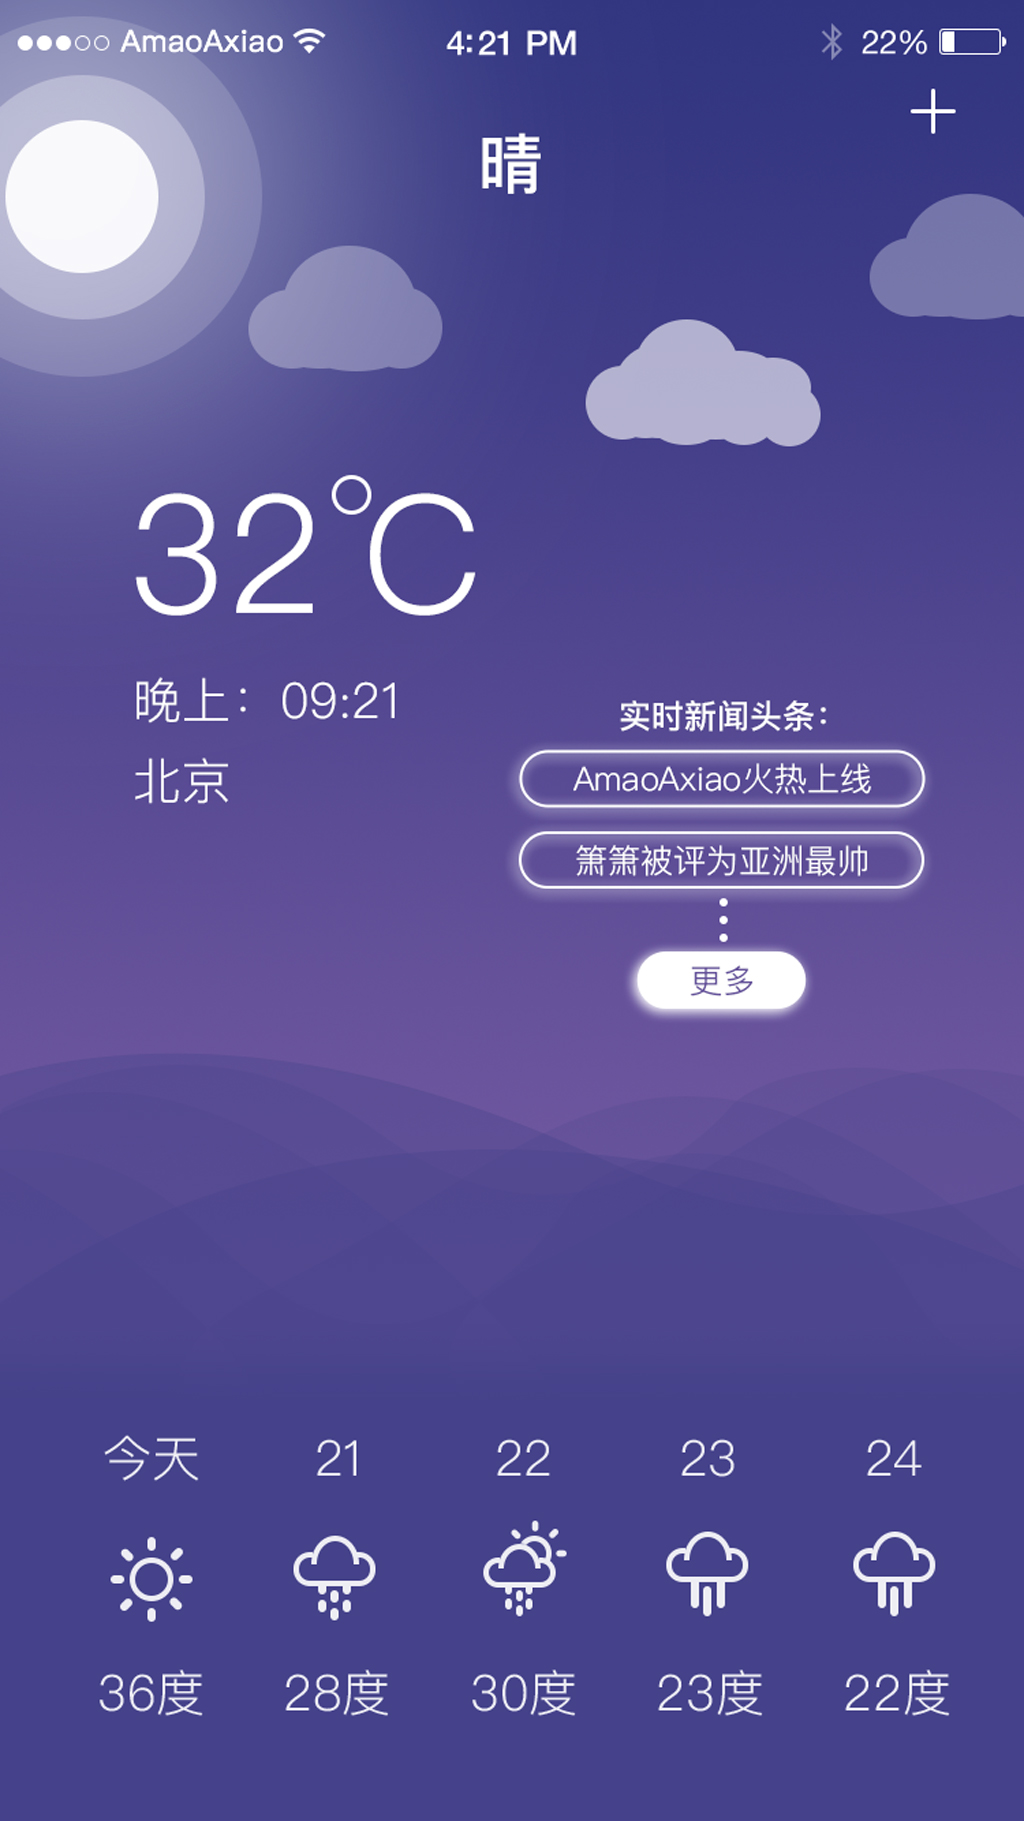 AmaoAxiao 4:21 PM 22%
晴
32℃
晚上：09:21
北京
实时新闻头条：
AmaoAxiao火热上线
箫箫被评为亚洲最帅
更多
今天 21 22 23 24
36度 28度 30度 23度 22度